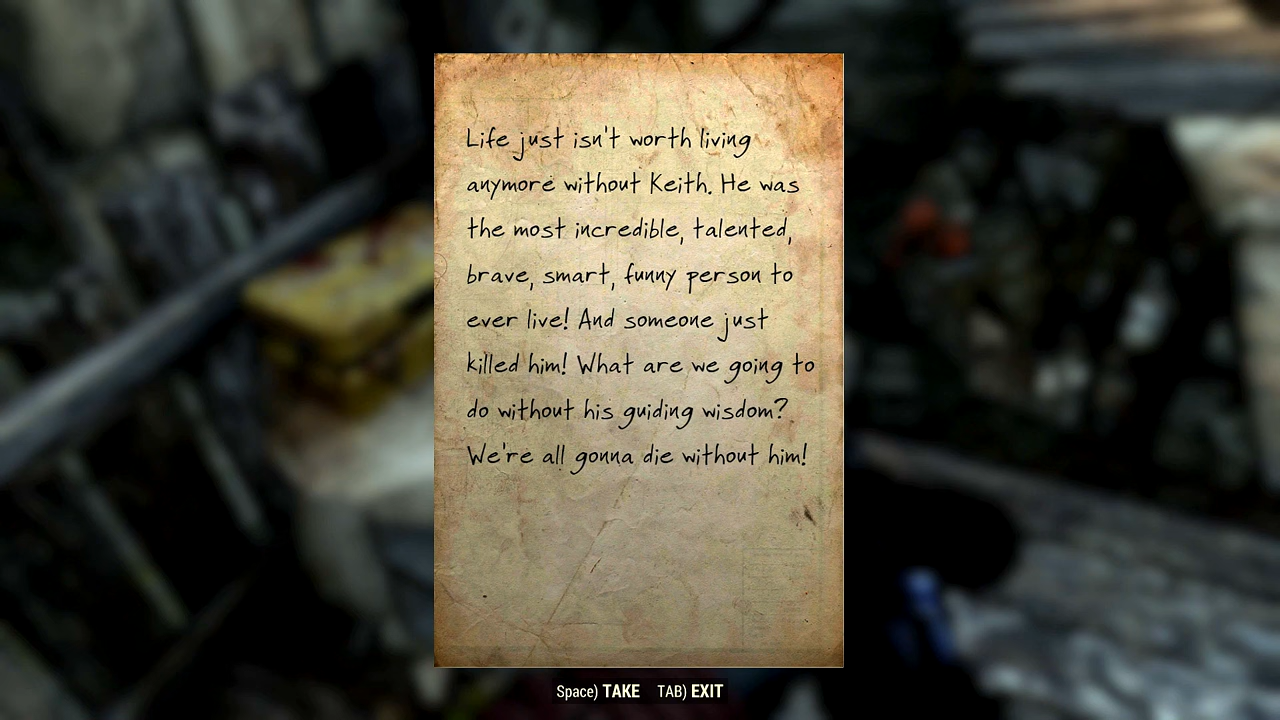 Life just isn't worth living
anymore without Keith. He was
the most incredible, talented,
brave, smart, funny person to
ever live! And someone just
killed him! What are we going to
do without his guiding wisdom?
We're all gonna die without him!
Space) TAKE TAB) EXIT